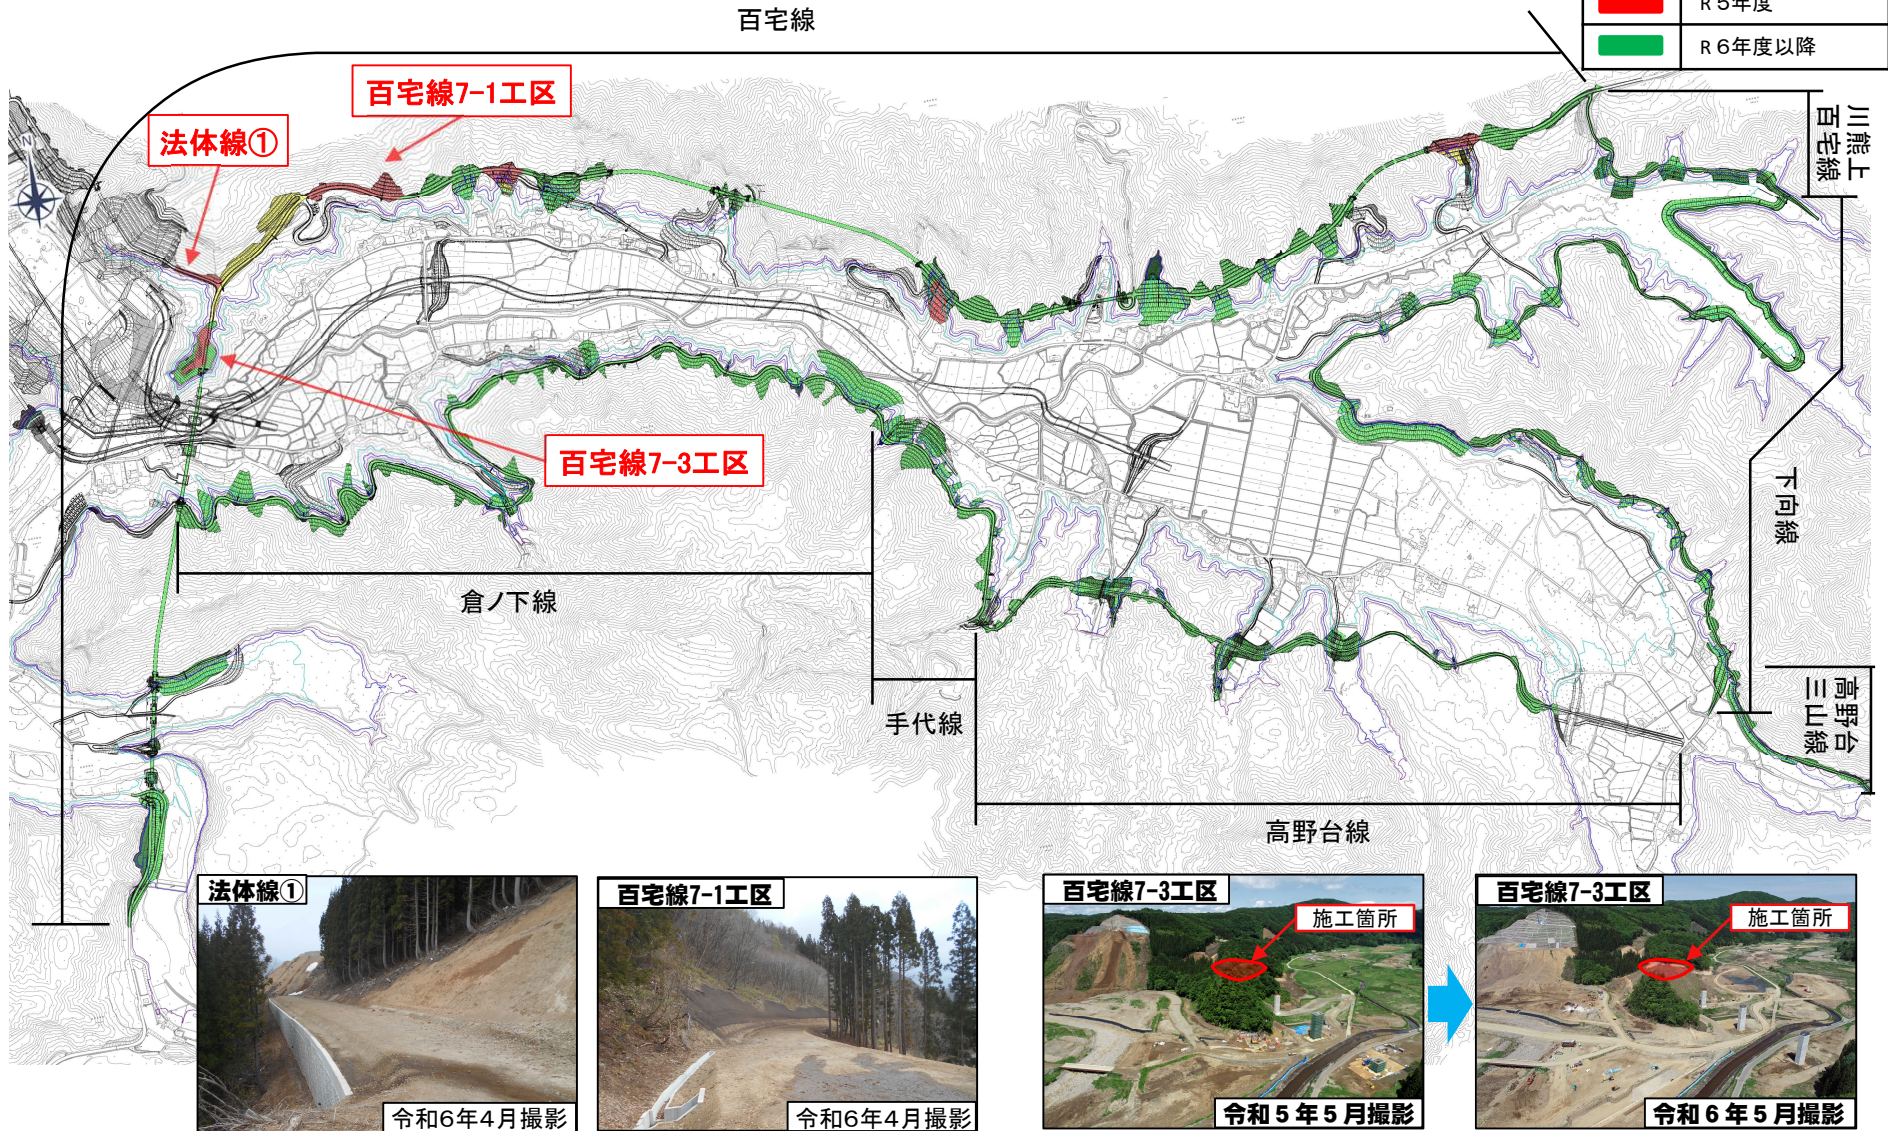 百宅線
R5年度
R6年度以降
百宅線7-1工区
法体線①
川熊上
百宅線
N
百宅線7-3工区
下向線
倉ノ下線
手代線
高野台
三山線
高野台線
法体線①
令和6年4月撮影
百宅線7-1工区
令和6年4月撮影
百宅線7-3工区
施工箇所
令和5年5月撮影
百宅線7-3工区
施工箇所
令和6年5月撮影